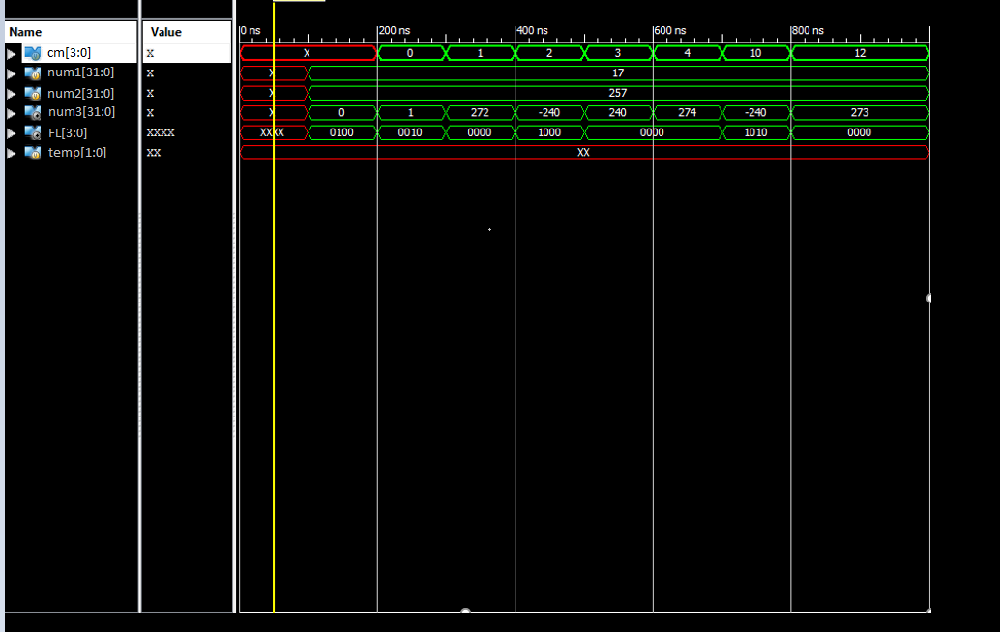 Name Value 0 ns 200 ns 400 ns 600 ns 800 ns
cm[3:0] X X 0 1 2 3 4 10 12
num1[31:0] X X 17
num2[31:0] X X 257
num3[31:0] X X 0 1 272 -240 240 274 -240 273
FL[3:0] XXXX XXXX 0100 0010 0000 1000 0000 1010 0000
temp[1:0] XX XX